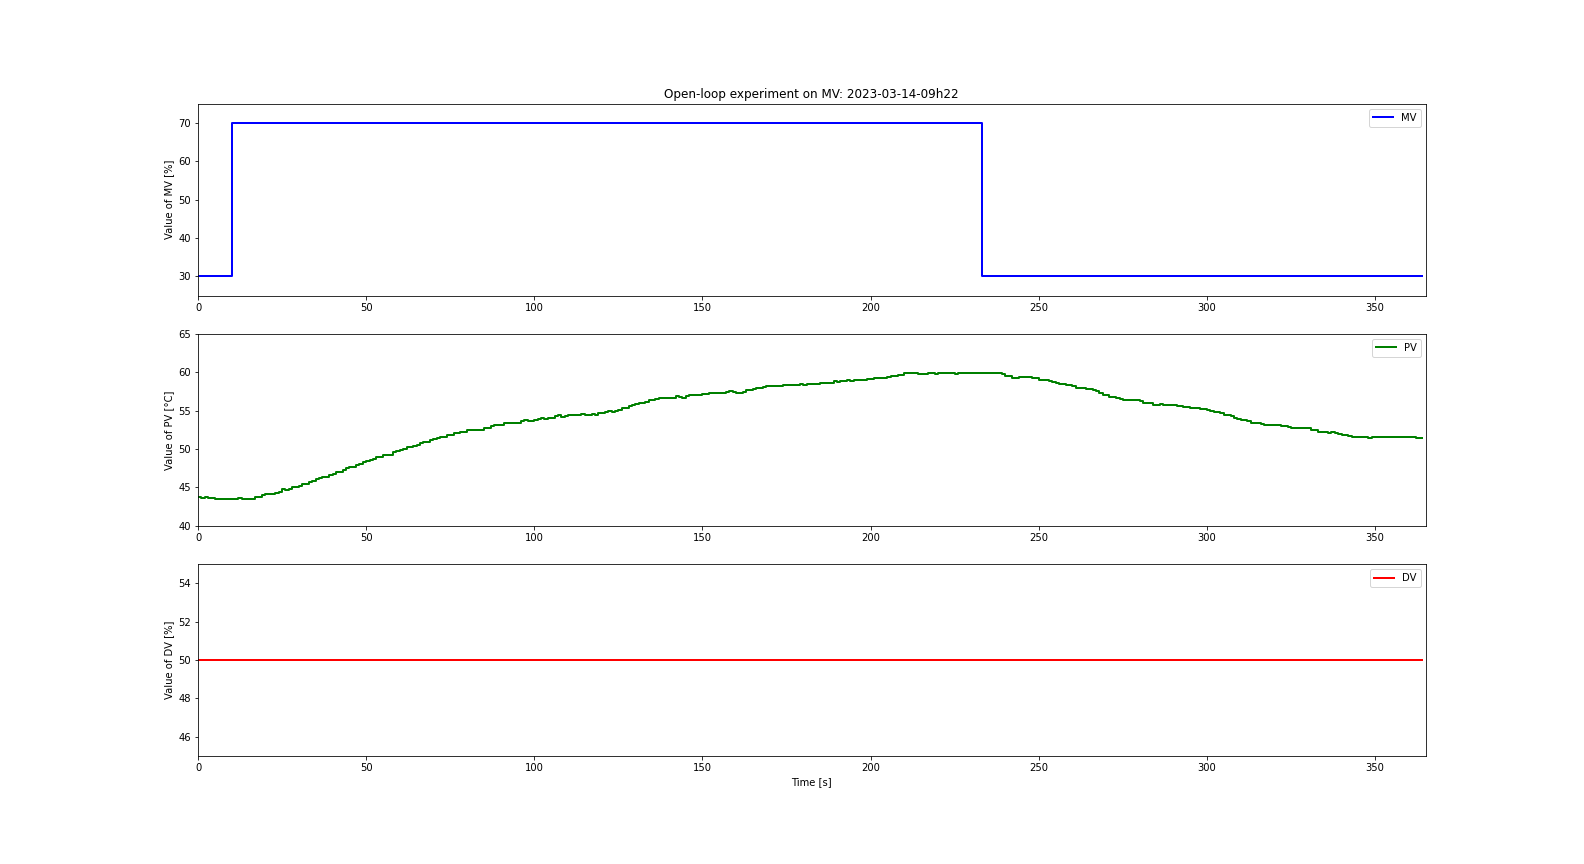 Open-loop experiment on MV: 2023-03-14-09h22
MV
Value of MV [%]
70
60
50
40
30
0 50 100 150 200 250 300 350
PV
Value of PV [°C]
65
60
55
50
45
40
0 50 100 150 200 250 300 350
DV
Value of DV [%]
54
52
50
48
46
0 50 100 150 200 250 300 350
Time [s]